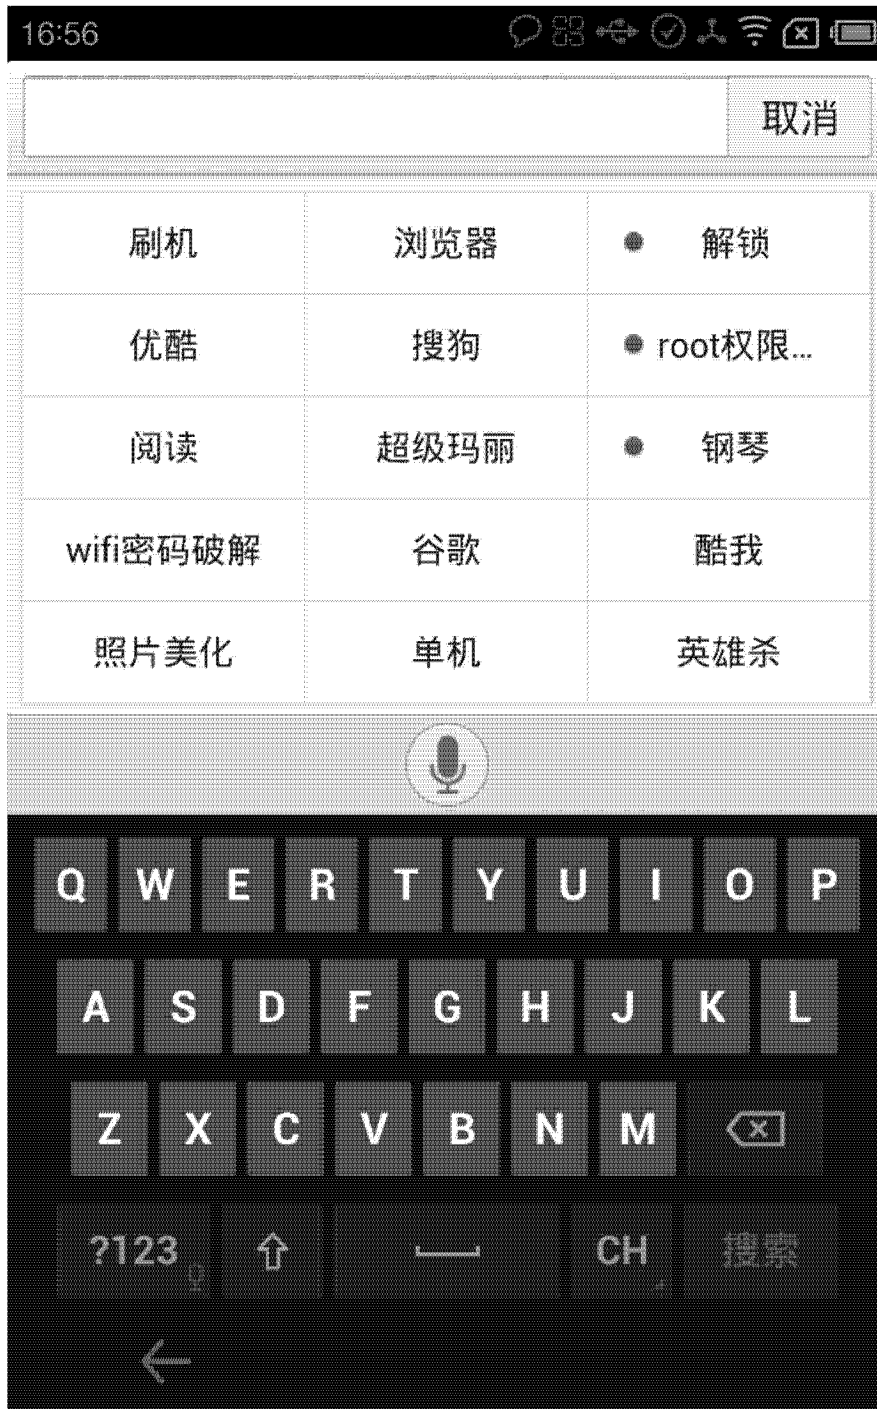 16:56
取消
刷机 浏览器 解锁
优酷 搜狗 root权限...
阅读 超级玛丽 钢琴
wifi密码破解 谷歌 酷我
照片美化 单机 英雄杀
Q W E R T Y U I O P
A S D F G H J K L
Z X C V B N M
?123 CH 搜索